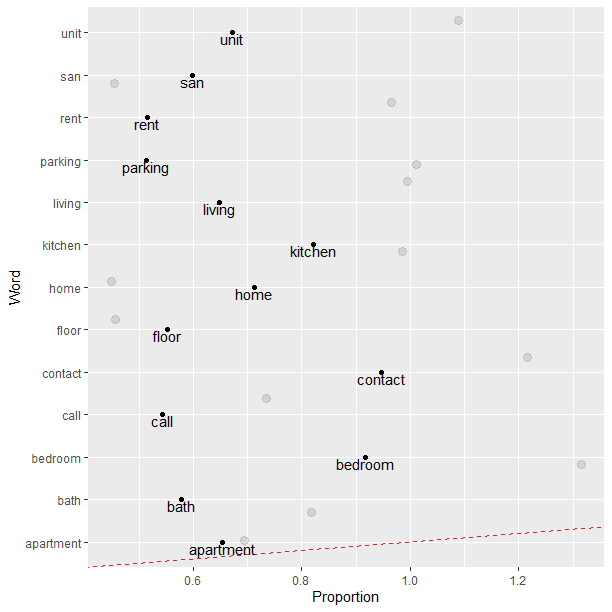 unit
unit
san
san
rent
rent
parking
parking
living
living
kitchen
kitchen
home
home
floor
floor
contact
contact
call
call
bedroom
bedroom
bath
bath
apartment
apartment
Word
0.6 0.8 1.0 1.2
Proportion